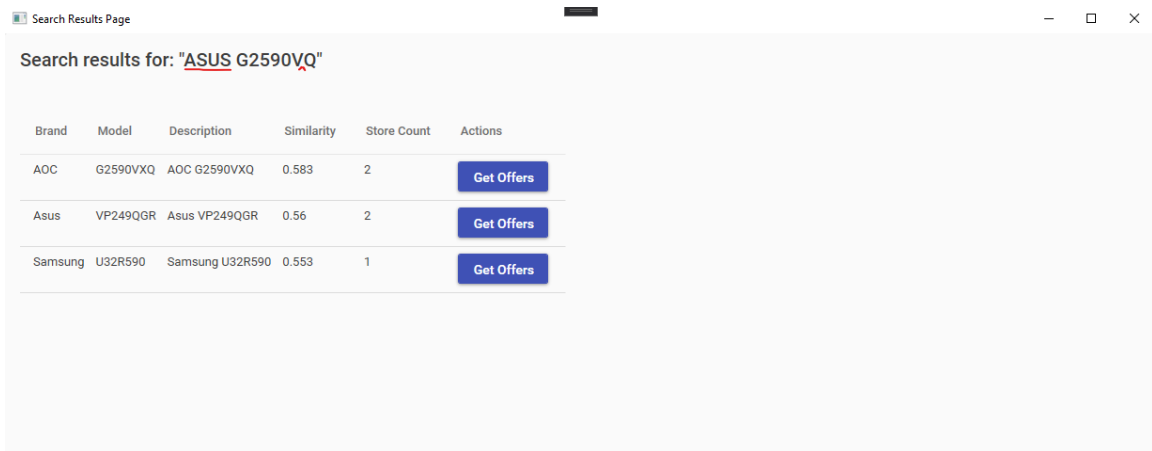 Search Results Page
Search results for: "ASUS G2590VQ"
Brand Model Description Similarity Store Count Actions
AOC G2590VXQ AOC G2590VXQ 0.583 2 Get Offers
Asus VP249QGR Asus VP249QGR 0.56 2 Get Offers
Samsung U32R590 Samsung U32R590 0.553 1 Get Offers